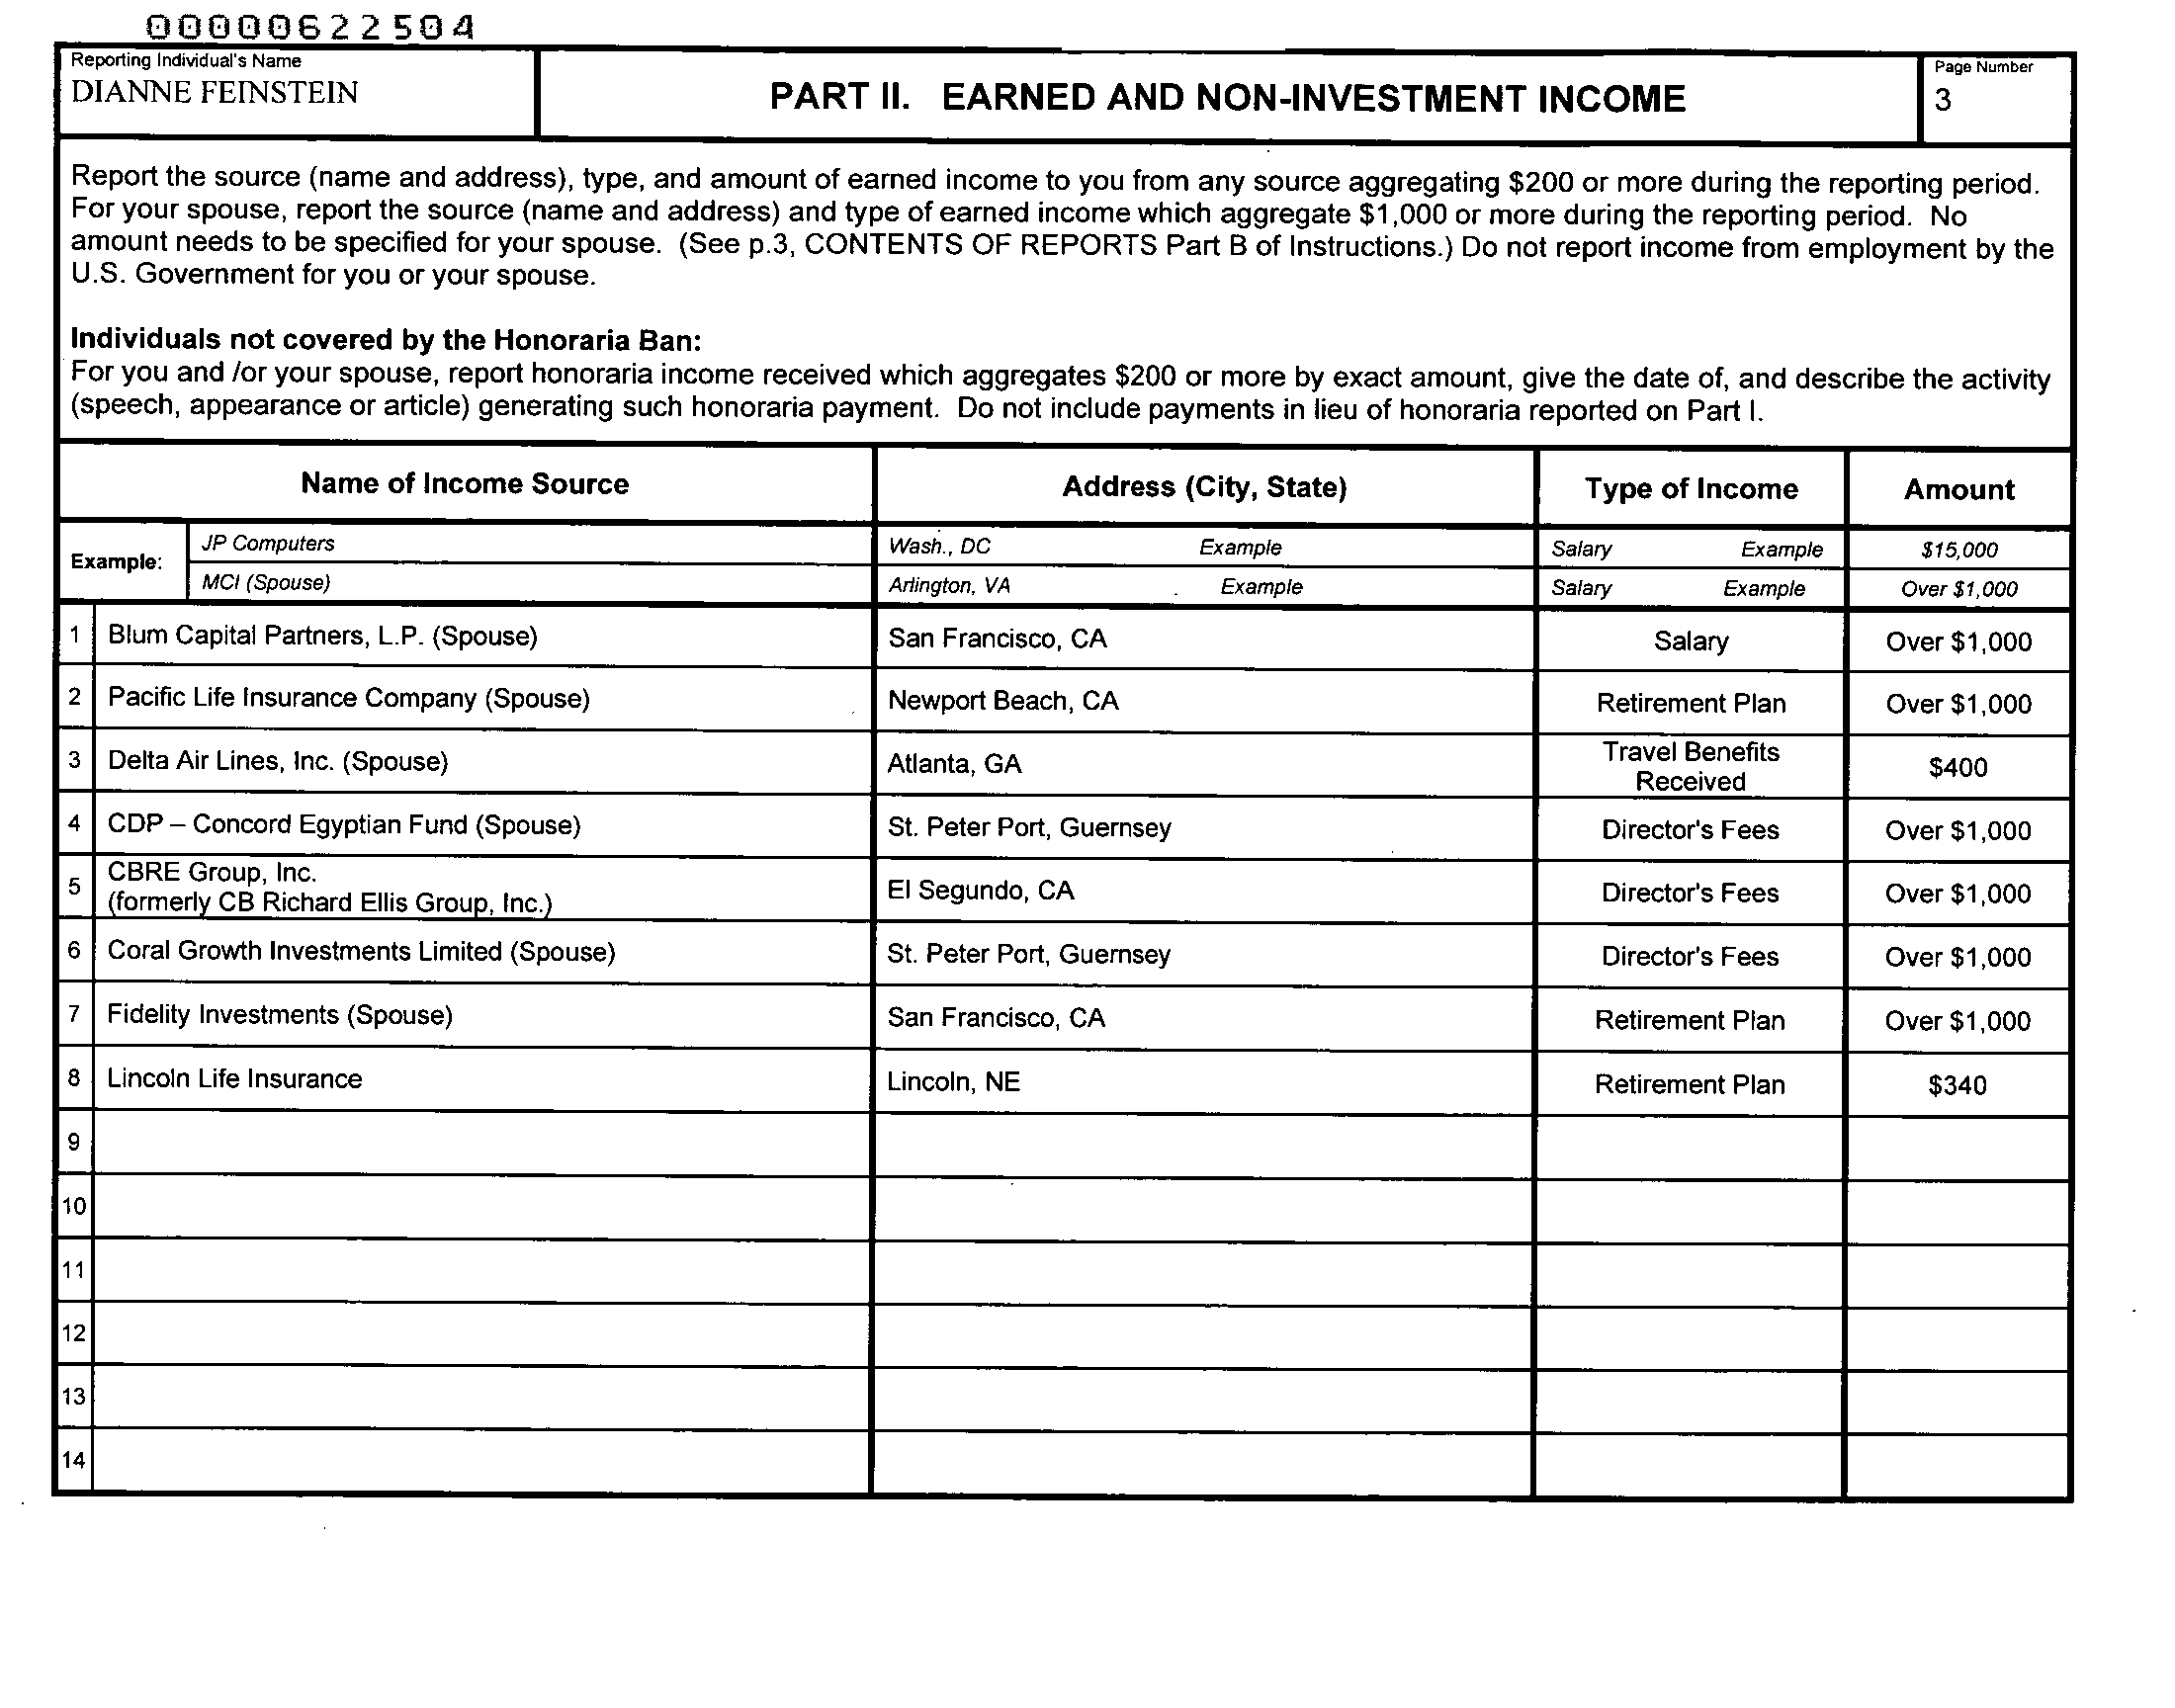 00000622504
Reporting Individual's Name
DIANNE FEINSTEIN
PART II. EARNED AND NON-INVESTMENT INCOME
Page Number
3
Report the source (name and address), type, and amount of earned income to you from any source aggregating $200 or more during the reporting period.
For your spouse, report the source (name and address) and type of earned income which aggregate $1,000 or more during the reporting period. No
amount needs to be specified for your spouse. (See p.3, CONTENTS OF REPORTS Part B of Instructions.) Do not report income from employment by the
U.S. Government for you or your spouse.
Individuals not covered by the Honoraria Ban:
For you and /or your spouse, report honoraria income received which aggregates $200 or more by exact amount, give the date of, and describe the activity
(speech, appearance or article) generating such honoraria payment. Do not include payments in lieu of honoraria reported on Part I.
Name of Income Source Address (City, State) Type of Income Amount
Example:
JP Computers Wash., DC Example Salary Example $15,000
MCI (Spouse) Arlington, VA Example Salary Example Over $1,000
1 Blum Capital Partners, L.P. (Spouse) San Francisco, CA Salary Over $1,000
2 Pacific Life Insurance Company (Spouse) Newport Beach, CA Retirement Plan Over $1,000
3 Delta Air Lines, Inc. (Spouse) Atlanta, GA Travel Benefits
Received $400
4 CDP – Concord Egyptian Fund (Spouse) St. Peter Port, Guernsey Director's Fees Over $1,000
5 CBRE Group, Inc.
(formerly CB Richard Ellis Group, Inc.) El Segundo, CA Director's Fees Over $1,000
6 Coral Growth Investments Limited (Spouse) St. Peter Port, Guernsey Director's Fees Over $1,000
7 Fidelity Investments (Spouse) San Francisco, CA Retirement Plan Over $1,000
8 Lincoln Life Insurance Lincoln, NE Retirement Plan $340
9
10
11
12
13
14